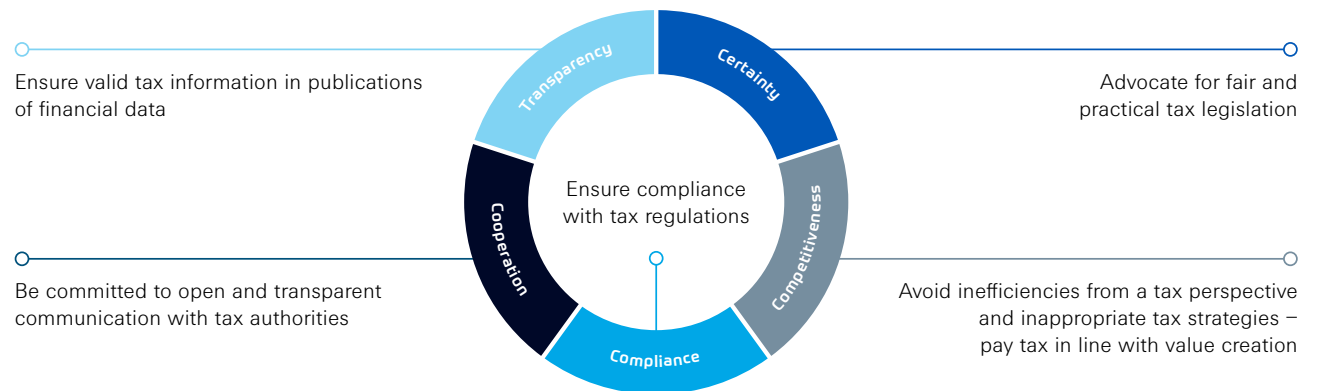 Transparency
Certainty
Ensure valid tax information in publications
of financial data
Advocate for fair and
practical tax legislation
Ensure compliance
with tax regulations
Cooperation
Competitiveness
Be committed to open and transparent
communication with tax authorities
Avoid inefficiencies from a tax perspective
and inappropriate tax strategies –
pay tax in line with value creation
Compliance